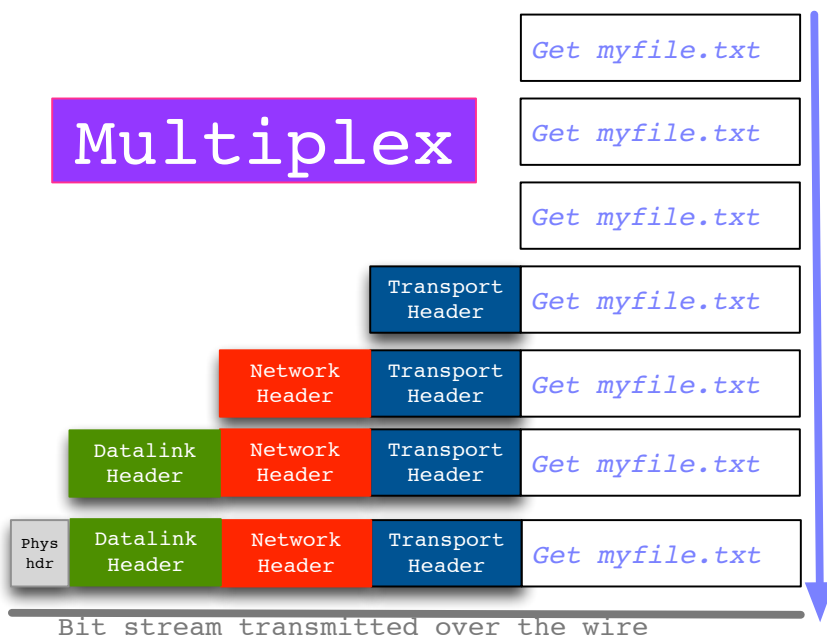 Get myfile.txt
Multiplex
Get myfile.txt
Get myfile.txt
Transport
Header
Get myfile.txt
Network
Header
Transport
Header
Get myfile.txt
Datalink
Header
Network
Header
Transport
Header
Get myfile.txt
Phys
hdr
Datalink
Header
Network
Header
Transport
Header
Get myfile.txt
Bit stream transmitted over the wire